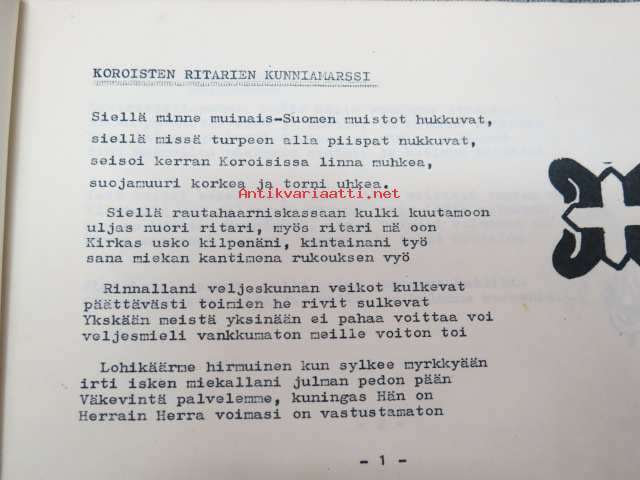 KOROISTEN RITARIEN KUNNIAMARSSI
Siellä minne muinais-Suomen muistot hukkuvat,
siellä missä turpeen alla piispat nukkuvat,
seisoi kerran Koroisissa linna muhkea,
suojamuuri korkea ja torni uhkea.
Antikvariaatti.net
Siellä rautahaarniskassaan kulki kuutamoon
uljas nuori ritari, myös ritari mä oon
Kirkas usko kilpenäni, kintainani työ
sana miekan kantimena rukouksen vyö
Rinnallani veljeskunnan veikot kulkevat
päättävästi toimien he rivit sulkevat
Ykskään meistä yksinään ei pahaa voittaa voi
veljesmieli vankkumaton meille voiton toi
Lohikäärme hirmuinen kun sylkee myrkkyään
irti isken miekallani julman pedon pään
Väkevintä palvelemme, kuningas Hän on
Herrain Herra voimasi on vastustamaton
- 1 -